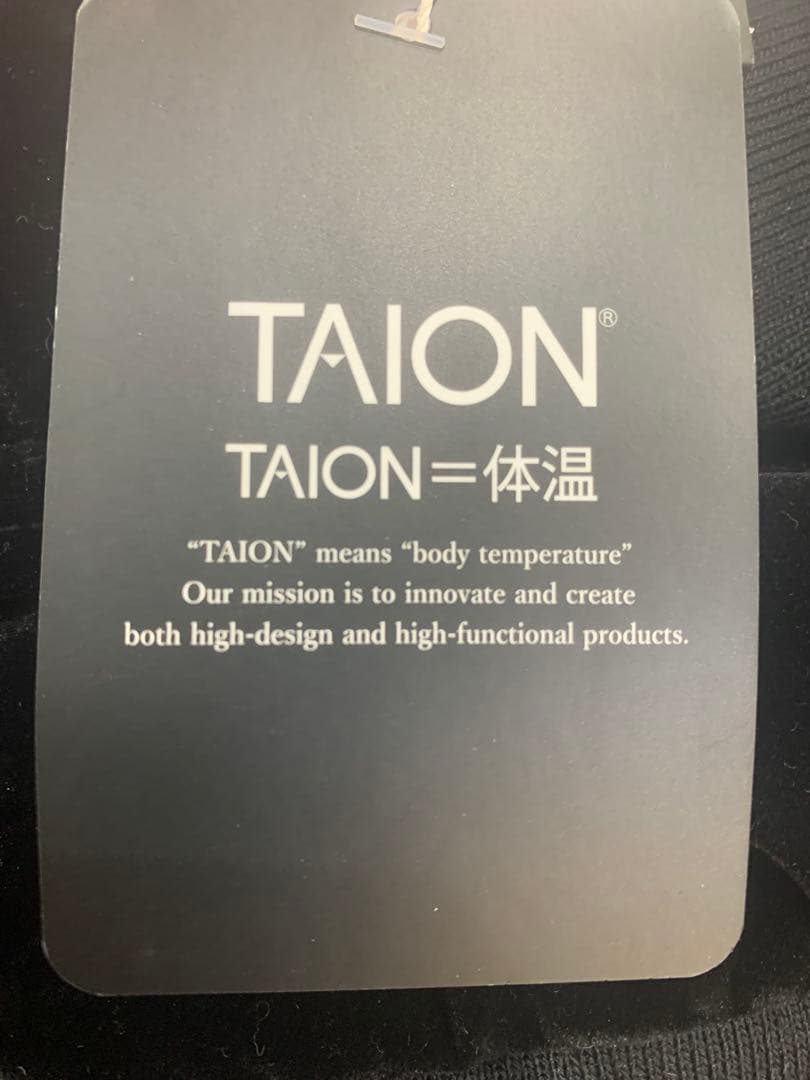 TAION®
TAION=体温
“TAION” means “body temperature”
Our mission is to innovate and create
both high-design and high-functional products.